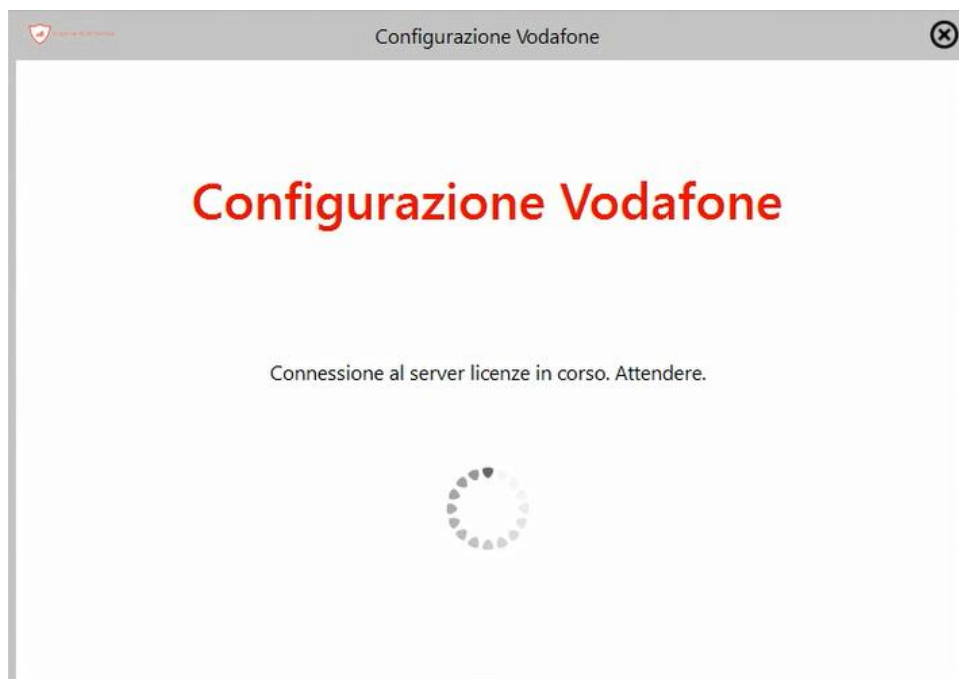 Configurazione Vodafone
Configurazione Vodafone
Connessione al server licenze in corso. Attendere.